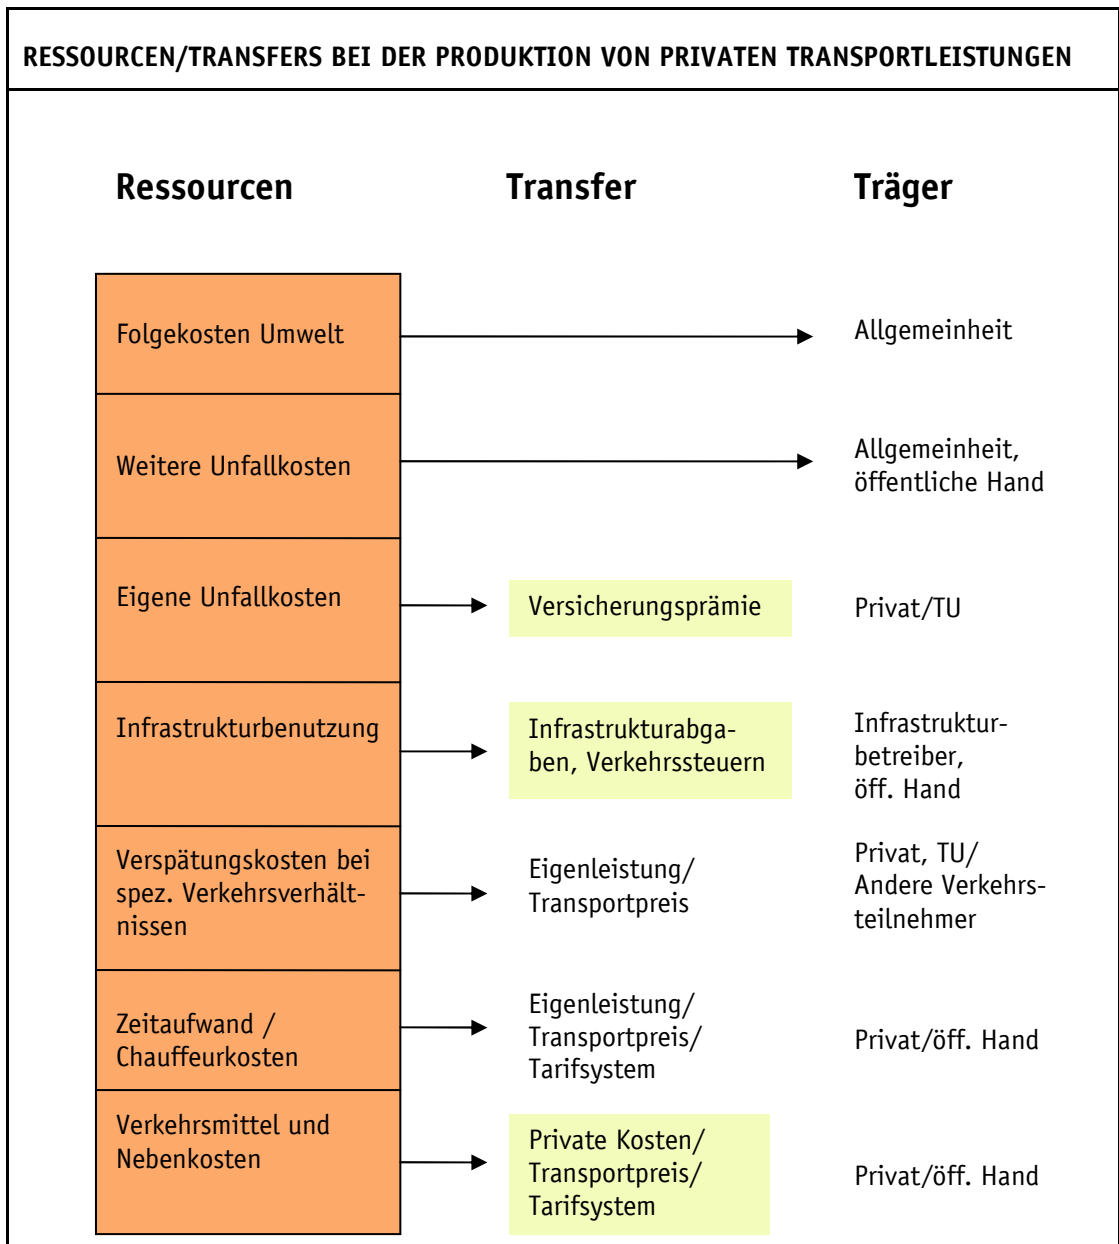 RESSOURCEN/TRANSFERS BEI DER PRODUKTION VON PRIVATEN TRANSPORTLEISTUNGEN
Ressourcen
Transfer
Träger
Folgekosten Umwelt
Allgemeinheit
Weitere Unfallkosten
Allgemeinheit,
öffentliche Hand
Eigene Unfallkosten
Versicherungsprämie
Privat/TU
Infrastrukturbenutzung
Infrastrukturabga-
ben, Verkehrssteuern
Infrastruktur-
betreiber,
öff. Hand
Verspätungskosten bei
spez. Verkehrsverhält-
nissen
Eigenleistung/
Transportpreis
Privat, TU/
Andere Verkehrs-
teilnehmer
Zeitaufwand /
Chauffeurkosten
Eigenleistung/
Transportpreis/
Tarifsystem
Privat/öff. Hand
Verkehrsmittel und
Nebenkosten
Private Kosten/
Transportpreis/
Tarifsystem
Privat/öff. Hand